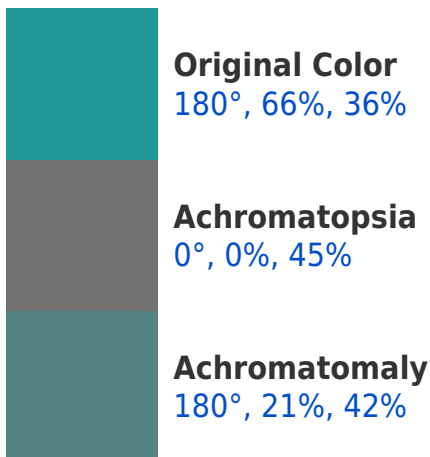 Original Color
180°, 66%, 36%
Achromatopsia
0°, 0%, 45%
Achromatomaly
180°, 21%, 42%